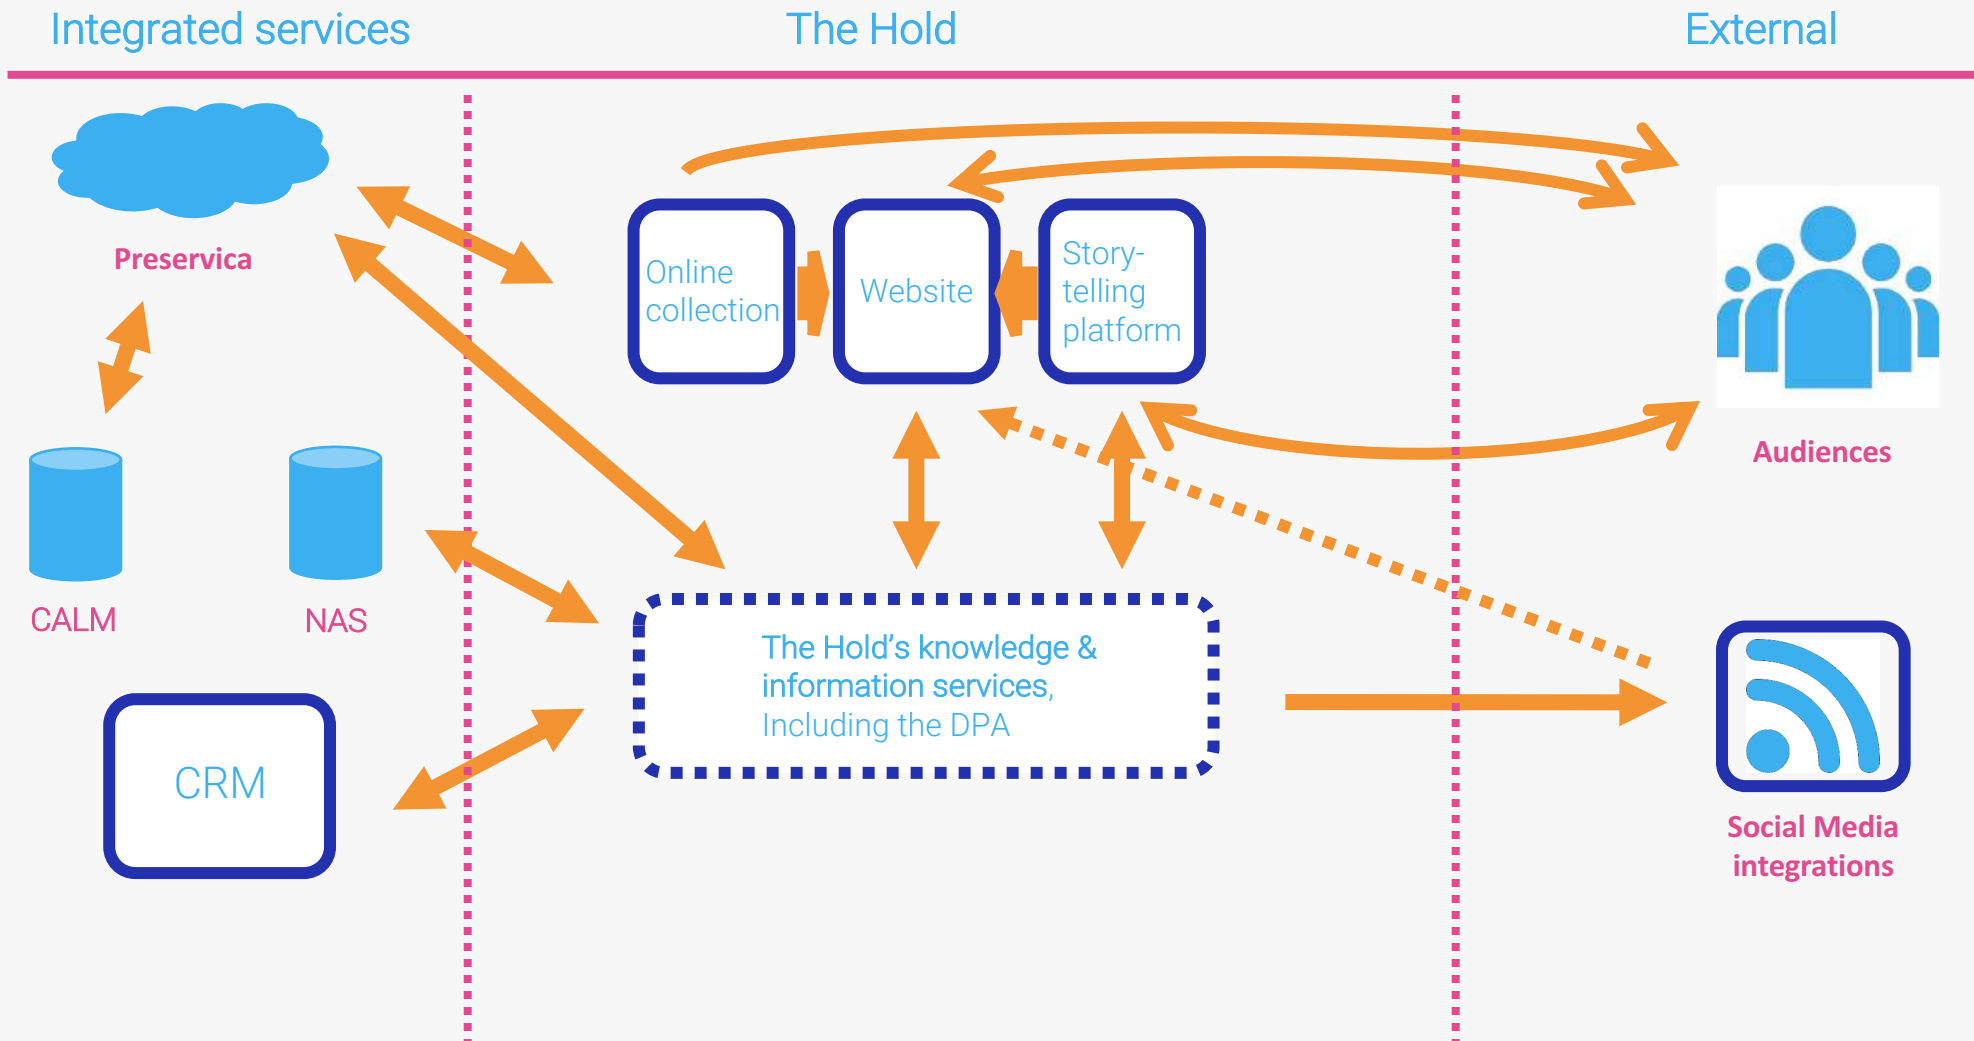 Integrated services
The Hold
External
Preservica
Online
collection
Website
Story-
telling
platform
Audiences
CALM
NAS
The Hold's knowledge &
information services,
Including the DPA
CRM
Social Media
integrations